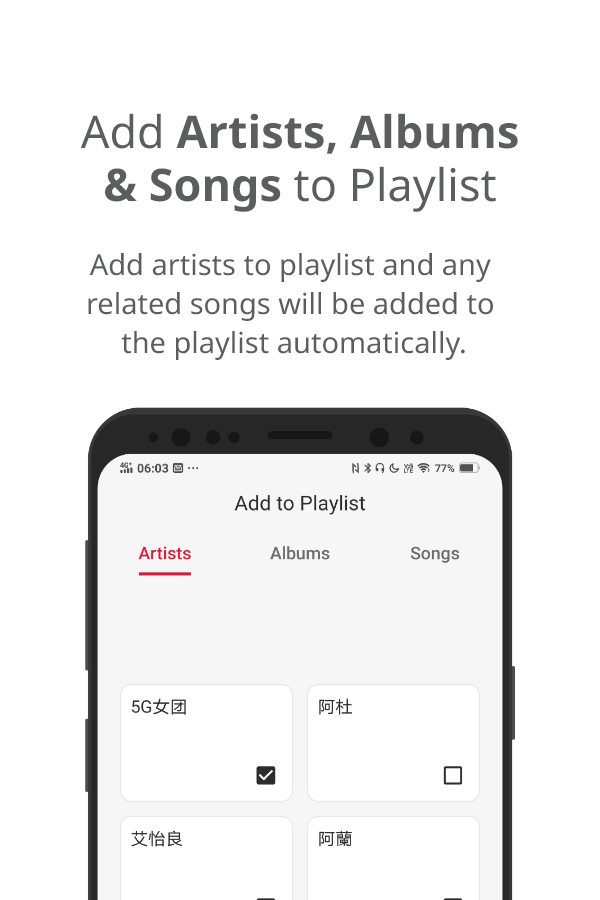 Add Artists, Albums
& Songs to Playlist
Add artists to playlist and any
related songs will be added to
the playlist automatically.
4G+ 06:03 77%
Add to Playlist
Artists Albums Songs
5G女团 阿杜
艾怡良 阿蘭